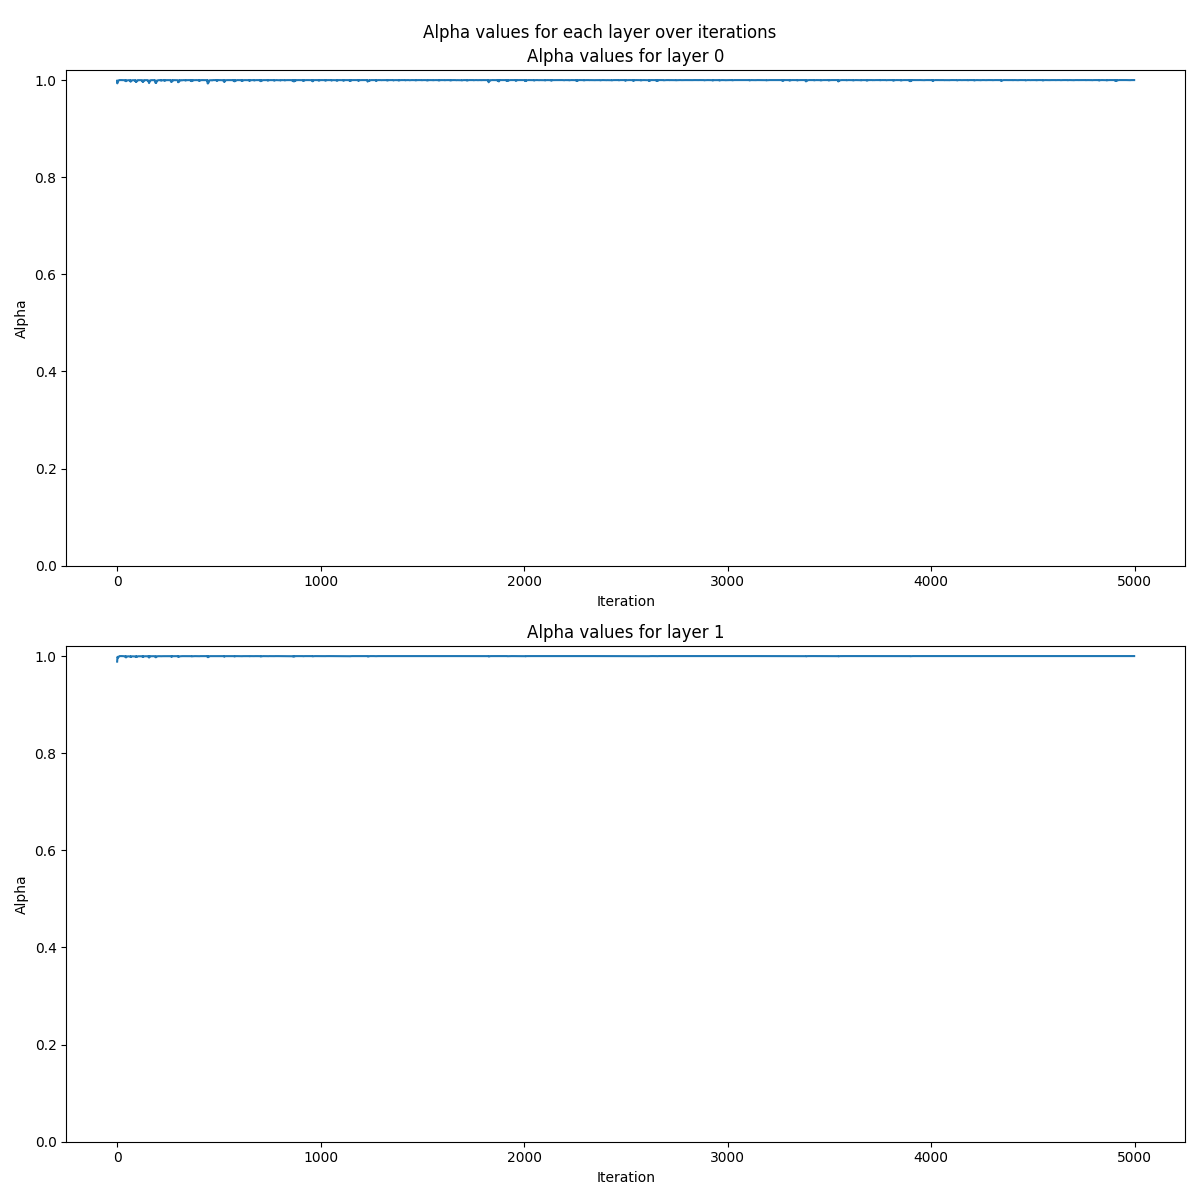 Alpha values for each layer over iterations
Alpha values for layer 0
1.0
0.8
0.6
0.4
0.2
0.0
Alpha
0 1000 2000 3000 4000 5000
Iteration
Alpha values for layer 1
1.0
0.8
0.6
0.4
0.2
0.0
Alpha
0 1000 2000 3000 4000 5000
Iteration